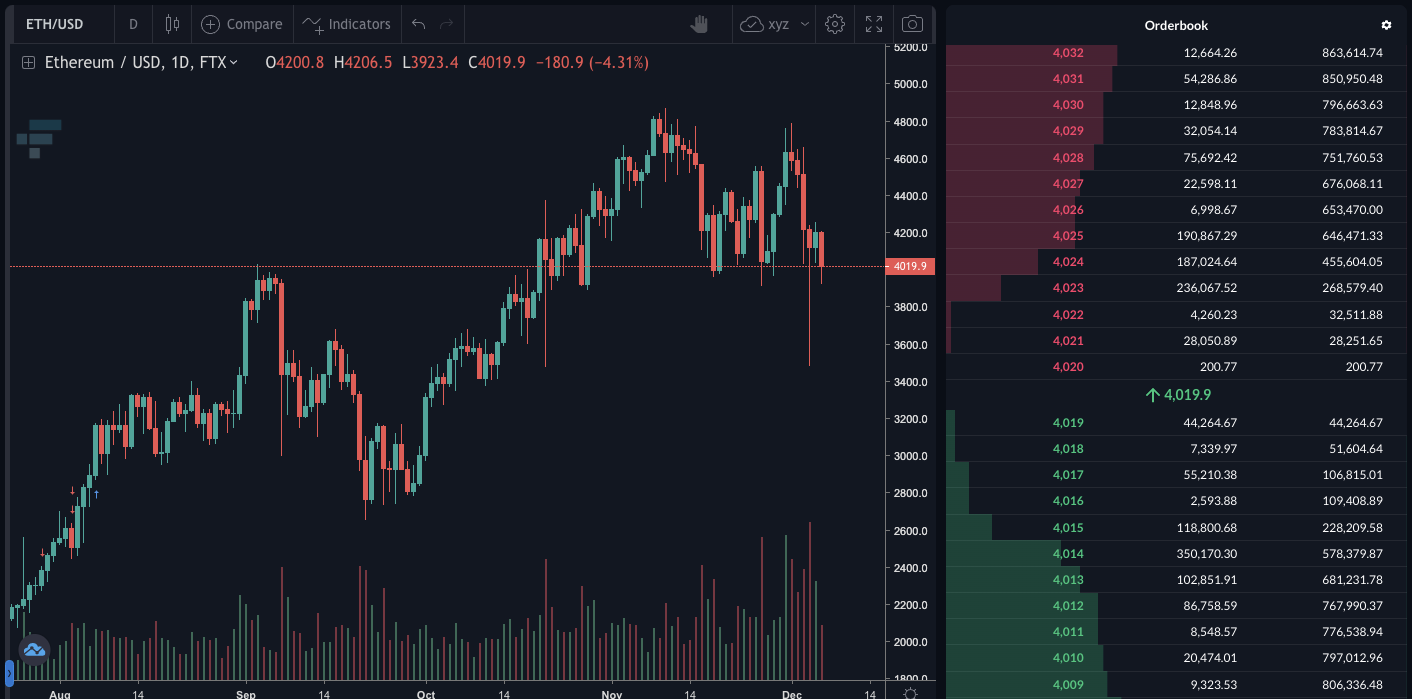 ETH/USD D Compare Indicators xyz
Ethereum / USD, 1D, FTX O4200.8 H4206.5 L3923.4 C4019.9 −180.9 (−4.31%)
5200.0
5000.0
4800.0
4600.0
4400.0
4200.0
4019.9
3800.0
3600.0
3400.0
3200.0
3000.0
2800.0
2600.0
2400.0
2200.0
2000.0
1800.0
Aug 14 Sep 14 Oct 14 Nov 14 Dec 14
Orderbook
4,032 12,664.26 863,614.74
4,031 54,286.86 850,950.48
4,030 12,848.96 796,663.63
4,029 32,054.14 783,814.67
4,028 75,692.42 751,760.53
4,027 22,598.11 676,068.11
4,026 6,998.67 653,470.00
4,025 190,867.29 646,471.33
4,024 187,024.64 455,604.05
4,023 236,067.52 268,579.40
4,022 4,260.23 32,511.88
4,021 28,050.89 28,251.65
4,020 200.77 200.77
↑ 4,019.9
4,019 44,264.67 44,264.67
4,018 7,339.97 51,604.64
4,017 55,210.38 106,815.01
4,016 2,593.88 109,408.89
4,015 118,800.68 228,209.58
4,014 350,170.30 578,379.87
4,013 102,851.91 681,231.78
4,012 86,758.59 767,990.37
4,011 8,548.57 776,538.94
4,010 20,474.01 797,012.96
4,009 9,323.53 806,336.48